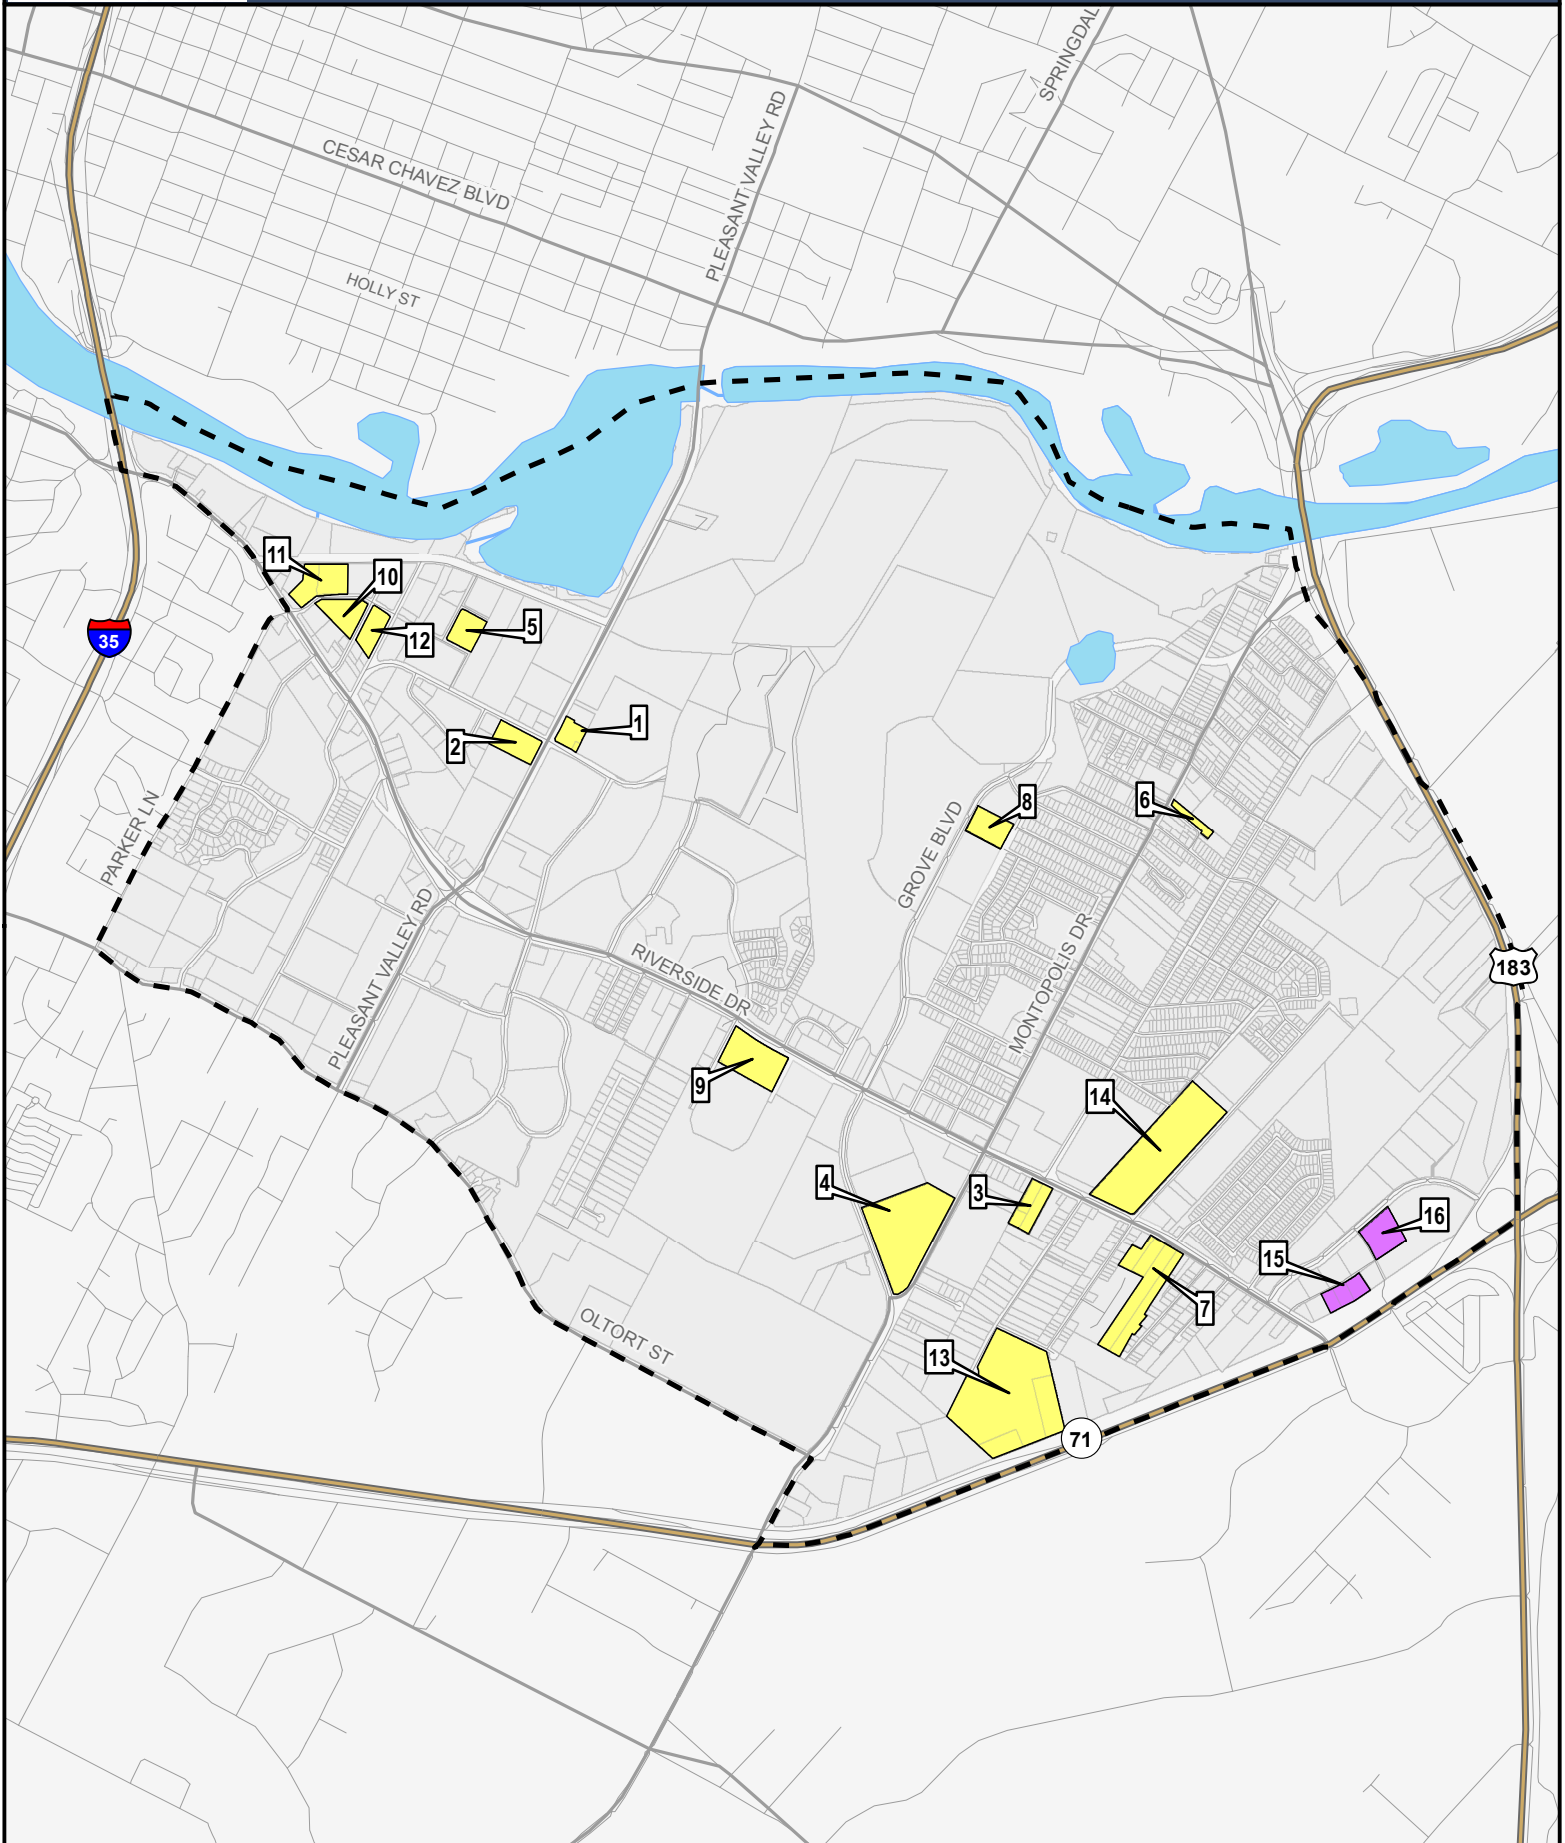 SPRINGDAL
PLEASANT VALLEY RD
CESAR CHAVEZ BLVD
HOLLY ST
11
10
12
5
35
1
2
PARKER LN
8
6
GROVE BLVD
PLEASANT VALLEY RD
MONTOPOLIS DR
RIVERSIDE DR
183
9
14
4
3
16
15
7
OLTORT ST
13
71